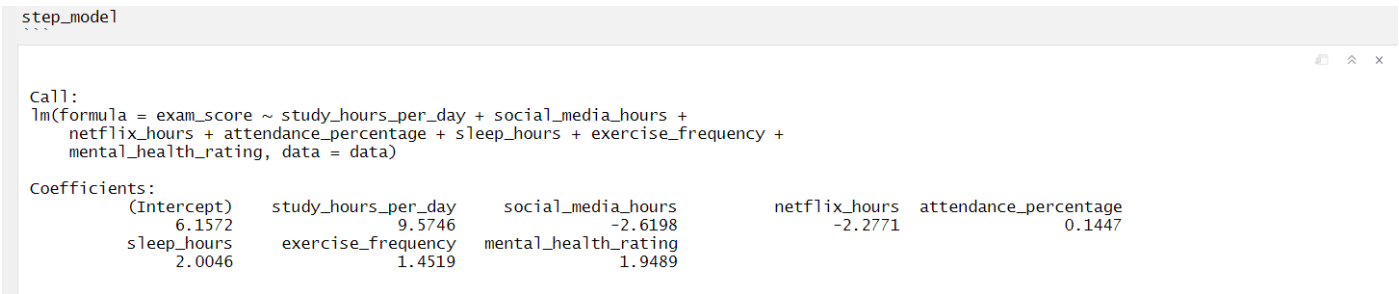 step_model
```
Call:
lm(formula = exam_score ~ study_hours_per_day + social_media_hours +
    netflix_hours + attendance_percentage + sleep_hours + exercise_frequency +
    mental_health_rating, data = data)
Coefficients:
          (Intercept)    study_hours_per_day     social_media_hours          netflix_hours  attendance_percentage
               6.1572                 9.5746                -2.6198                -2.2771                 0.1447
          sleep_hours     exercise_frequency   mental_health_rating
               2.0046                 1.4519                 1.9489